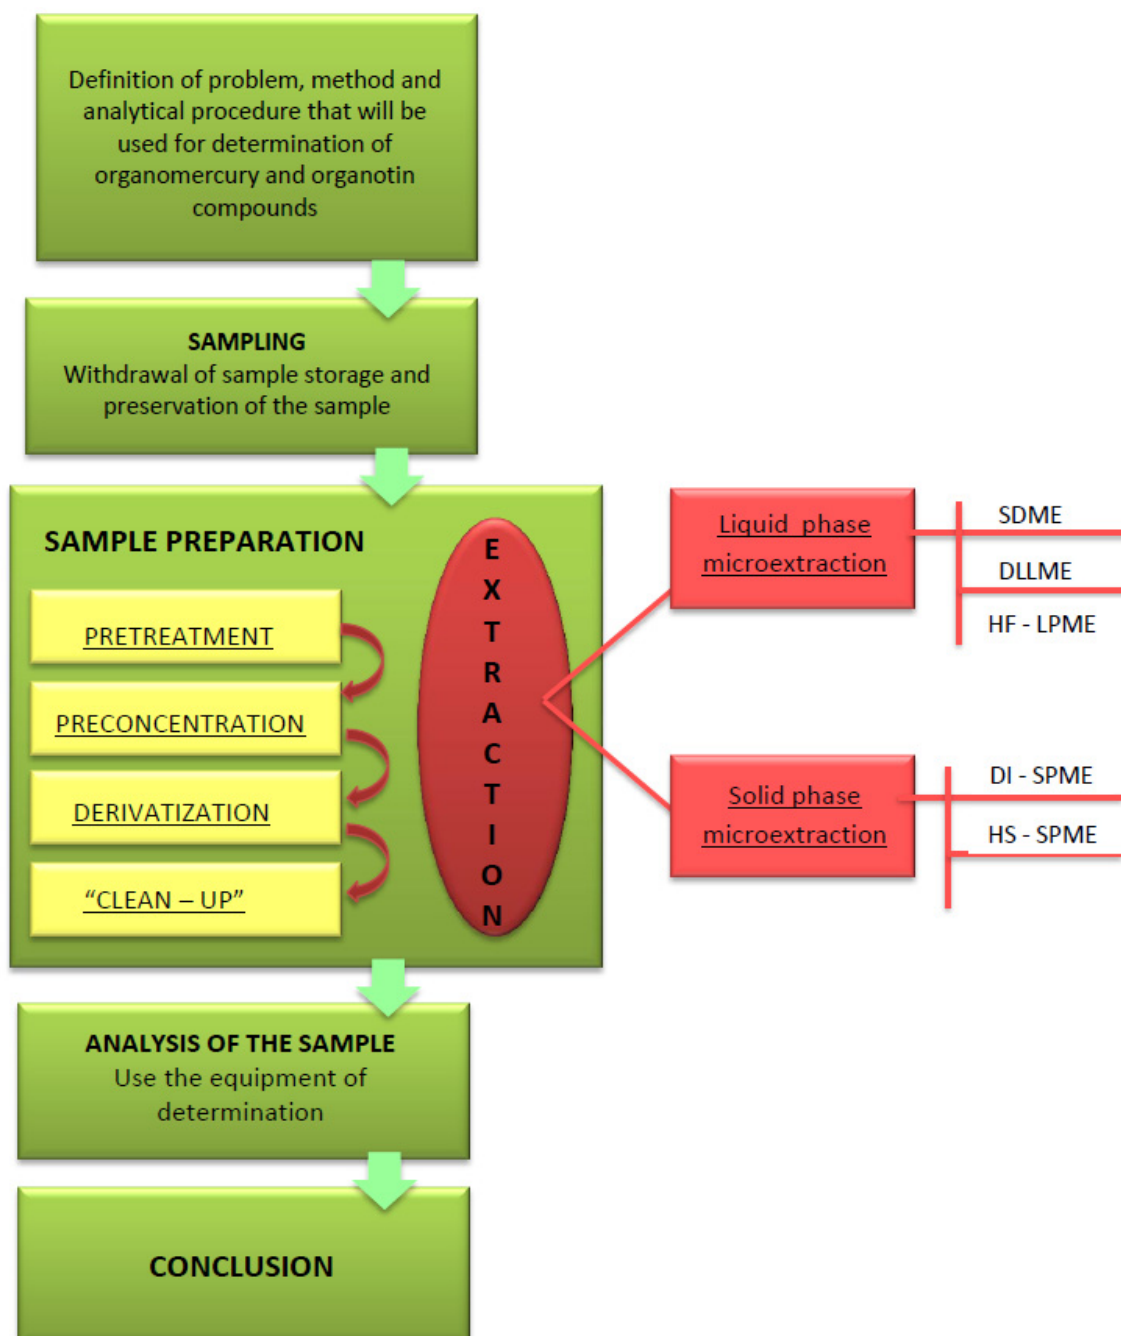 Definition of problem, method and
analytical procedure that will be
used for determination of
organomercury and organotin
compounds
SAMPLING
Withdrawal of sample storage and
preservation of the sample
SAMPLE PREPARATION
PRETREATMENT
PRECONCENTRATION
DERIVATIZATION
“CLEAN – UP”
EXTRACTION
Liquid phase
microextraction
SDME
DLLME
HF - LPME
Solid phase
microextraction
DI - SPME
HS - SPME
ANALYSIS OF THE SAMPLE
Use the equipment of
determination
CONCLUSION